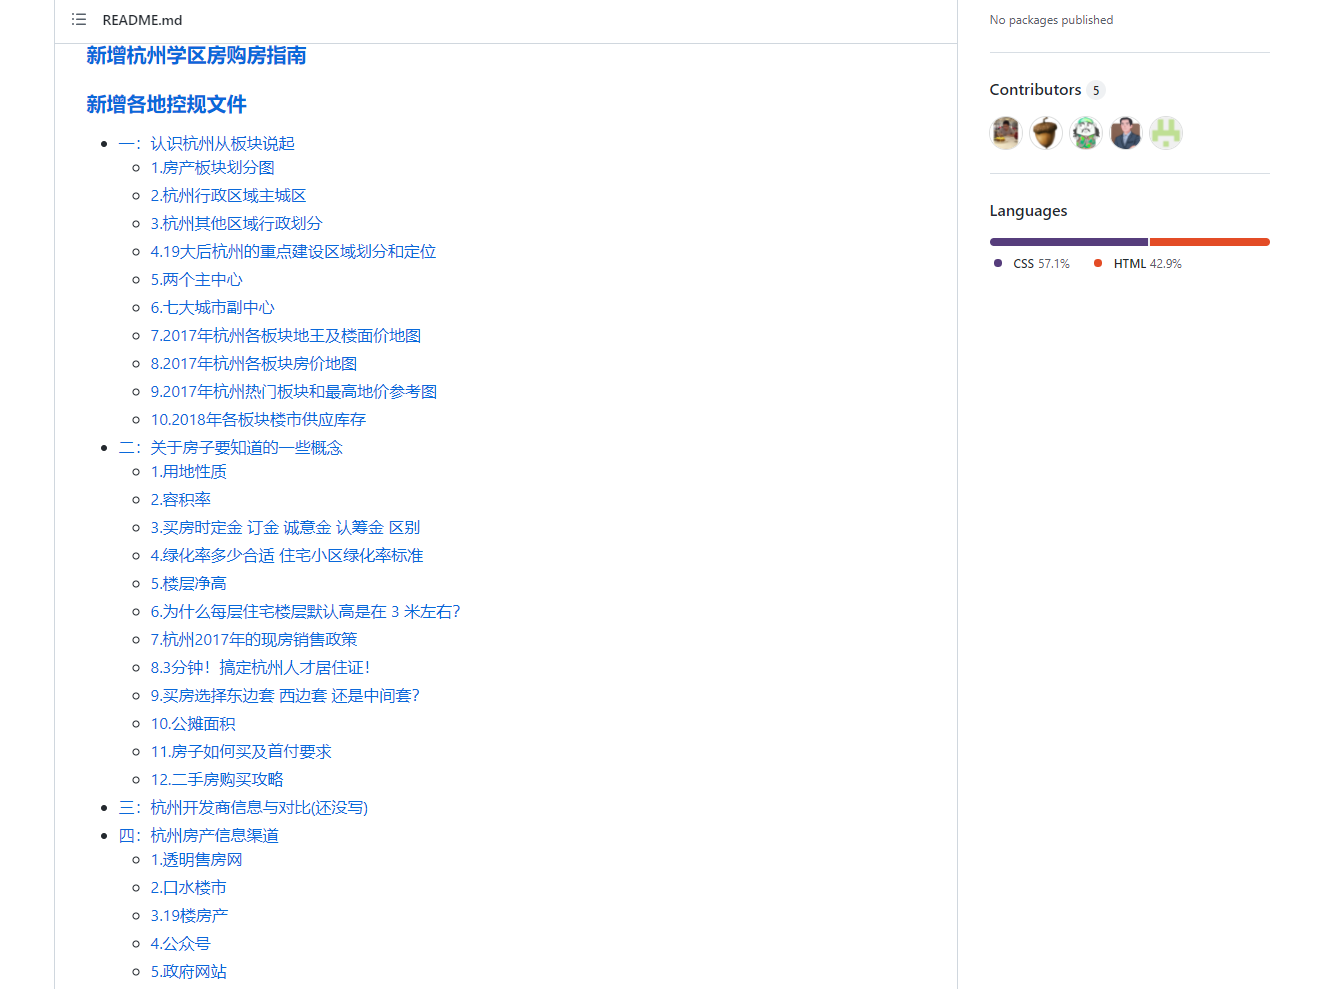 README.md
新增杭州学区房购房指南
新增各地控规文件
一：认识杭州从板块说起
1.房产板块划分图
2.杭州行政区域主城区
3.杭州其他区域行政划分
4.19大后杭州的重点建设区域划分和定位
5.两个主中心
6.七大城市副中心
7.2017年杭州各板块地王及楼面价地图
8.2017年杭州各板块房价地图
9.2017年杭州热门板块和最高地价参考图
10.2018年各板块楼市供应库存
二：关于房子要知道的一些概念
1.用地性质
2.容积率
3.买房时定金 订金 诚意金 认筹金 区别
4.绿化率多少合适 住宅小区绿化率标准
5.楼层净高
6.为什么每层住宅楼层默认高是在 3 米左右？
7.杭州2017年的现房销售政策
8.3分钟！搞定杭州人才居住证！
9.买房选择东边套 西边套 还是中间套？
10.公摊面积
11.房子如何买及首付要求
12.二手房购买攻略
三：杭州开发商信息与对比(还没写)
四：杭州房产信息渠道
1.透明售房网
2.口水楼市
3.19楼房产
4.公众号
5.政府网站
No packages published
Contributors 5
Languages
CSS 57.1% HTML 42.9%